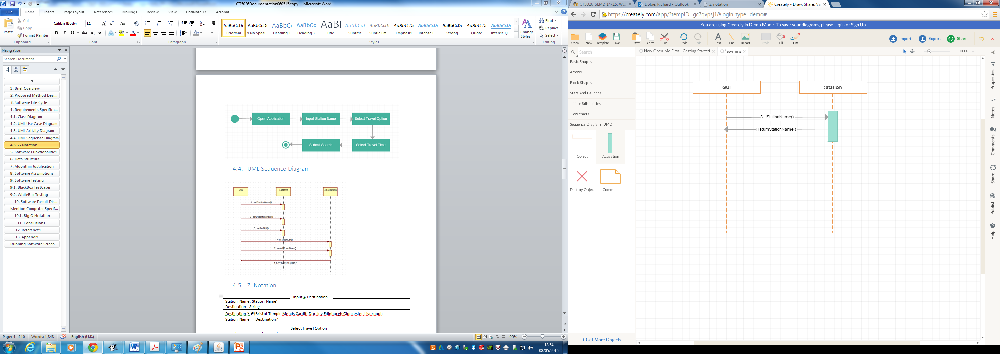 CT5026Documentation060515copy - Microsoft Word
File Home Insert Page Layout References Mailings Review View EndNote X7 Acrobat
Paste
Cut
Copy
Format Painter
Clipboard
Calibri (Body) 11
Font
Paragraph
AaBbCcDc ¶ Normal
AaBbCcDc ¶ No Spaci...
AaBbCc Heading 1
AaBbCc Heading 2
AaBl Title
AaBbCcL Subtitle
AaBbCcDc Subtle Em...
AaBbCcDc Emphasis
AaBbCcDc Intense E...
AaBbCcDc Strong
AaBbCcDc Quote
AaBbCcDc Intense Q...
Change Styles
Styles
Find
Replace
Select
Editing
Navigation
Search Document
1. Brief Overview
2. Proposed Method Desi...
3. Software Life Cycle
4. Requirements Specifica...
4.1. Class Diagram
4.2. UML Use Case Diagram
4.3. UML Activity Diagram
4.4. UML Sequence Diagram
4.5. Z- Notation
5. Software Functionalities
6. Data Structure
7. Algorithm Justification
8. Software Assumptions
9. Software Testing
9.1. BlackBox TestCases
9.2. WhiteBox Testing
10. Software Result Dis...
Mention Computer Specif...
10.1. Big O Notation
11. Conclusions
12. References
13. Appendix
Running Software Screen...
Open Application
Input Station Name
Select Travel Option
Submit Search
Select Travel Time
4.4. UML Sequence Diagram
GUI
: Station
: StationList
1 : setStationName()
2 : setDepartureHour()
3 : setBefAft()
4 : StationList()
5 : searchTrainTimes()
6 : ArrayList<Station>
4.5. Z- Notation
Input A Destination
Station Name, Station Name’
Destination : String
Destination ? ∈{Bristol Temple Meads,Cardiff,Dursley,Edinburgh,Gloucester,Liverpool}
Station Name’ = Destination?
Select Travel Option
Page: 4 of 10 Words: 1,848 English (U.K.) 90%
18:54
08/05/2015
CT5026_SEM2_14/15: W10
Dobie, Richard - Outlook
Z notation
Creately - Draw, Share, Va
https://creately.com/app/?tempID=gc7qvpsj1&login_type=demo#
You are using Creately in Demo Mode. To save your diagrams, please Login or Sign Up.
Open New Template Save Paste Copy Cut Undo Redo Text Line Import Style Fill Line
Import Export Share
Search
New Open Me First - Getting Started
*ewrferg
100%
Basic Shapes
Arrows
Block Shapes
Stars And Balloons
People Silhouettes
Flow charts
Sequence Diagrams (UML)
Object
Activation
Destroy Object
Comment
+ Get More Objects
GUI
:Station
SetStationName()
ReturnStationName()
Properties
Notes
Comments
Share
Publish
Help